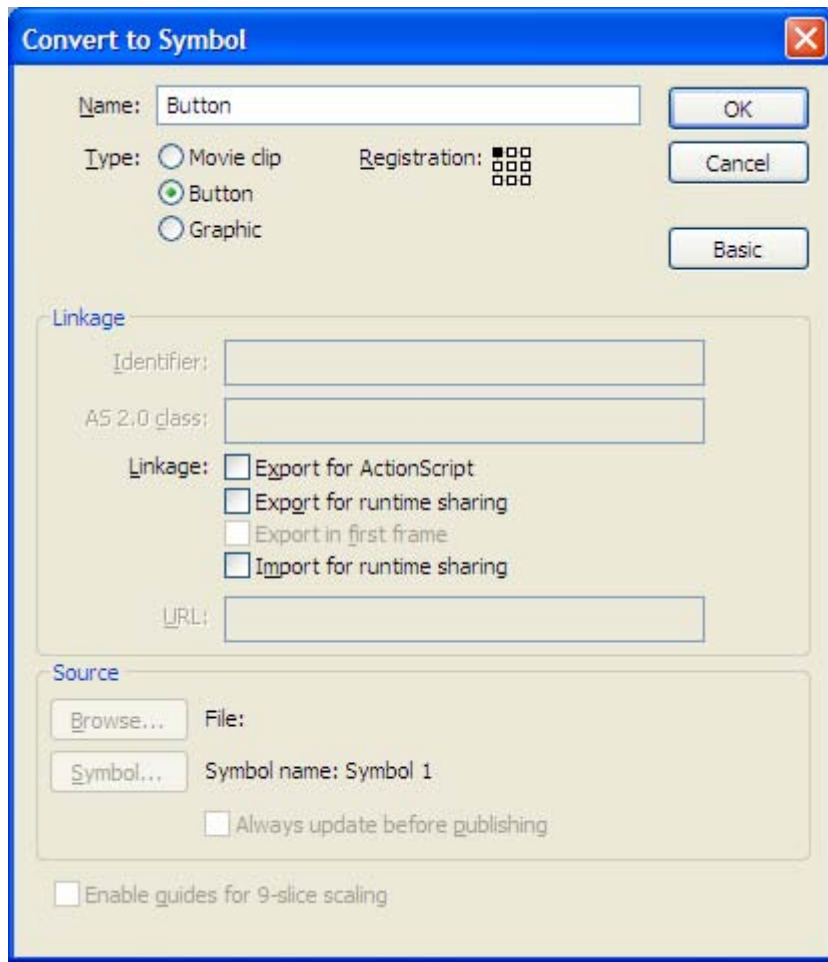 Convert to Symbol
Name: Button OK
Type: Movie clip Registration: Cancel
Button
Graphic Basic
Linkage
Identifier:
AS 2.0 class:
Linkage: Export for ActionScript
Export for runtime sharing
Export in first frame
Import for runtime sharing
URL:
Source
Browse... File:
Symbol... Symbol name: Symbol 1
Always update before publishing
Enable guides for 9-slice scaling